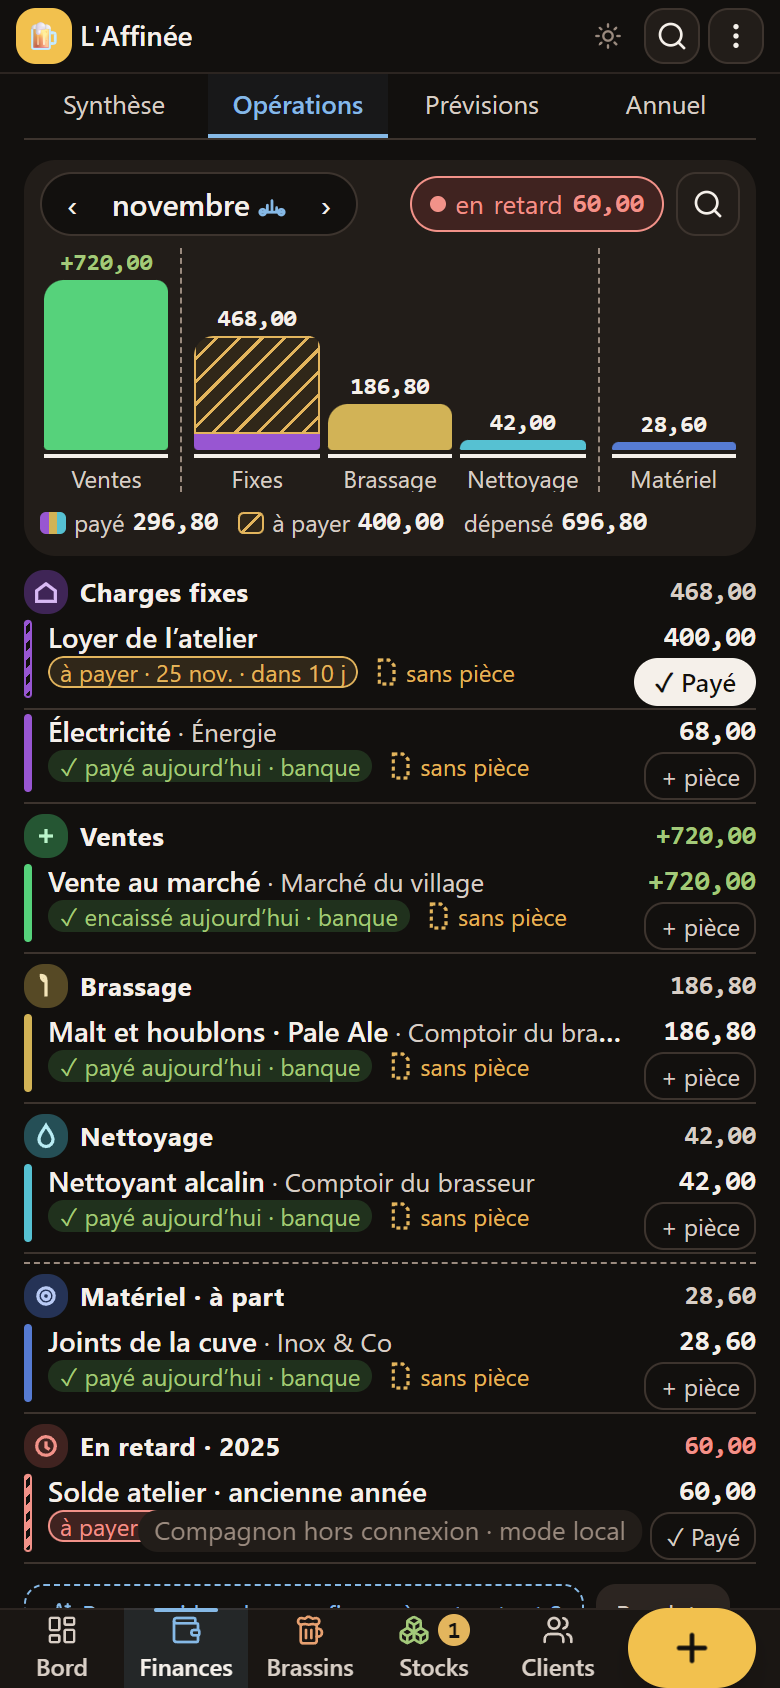 L'Affinée
Synthèse Opérations Prévisions Annuel
‹ novembre › en retard 60,00
+720,00
468,00
186,80
42,00
28,60
Ventes Fixes Brassage Nettoyage Matériel
payé 296,80 à payer 400,00 dépensé 696,80
Charges fixes 468,00
Loyer de l’atelier 400,00
à payer · 25 nov. · dans 10 j sans pièce ✓ Payé
Électricité · Énergie 68,00
✓ payé aujourd’hui · banque sans pièce + pièce
Ventes +720,00
Vente au marché · Marché du village +720,00
✓ encaissé aujourd’hui · banque sans pièce + pièce
Brassage 186,80
Malt et houblons · Pale Ale · Comptoir du bra... 186,80
✓ payé aujourd’hui · banque sans pièce + pièce
Nettoyage 42,00
Nettoyant alcalin · Comptoir du brasseur 42,00
✓ payé aujourd’hui · banque sans pièce + pièce
Matériel · à part 28,60
Joints de la cuve · Inox & Co 28,60
✓ payé aujourd’hui · banque sans pièce + pièce
En retard · 2025 60,00
Solde atelier · ancienne année 60,00
à payer Compagnon hors connexion · mode local ✓ Payé
1
Bord Finances Brassins Stocks Clients +